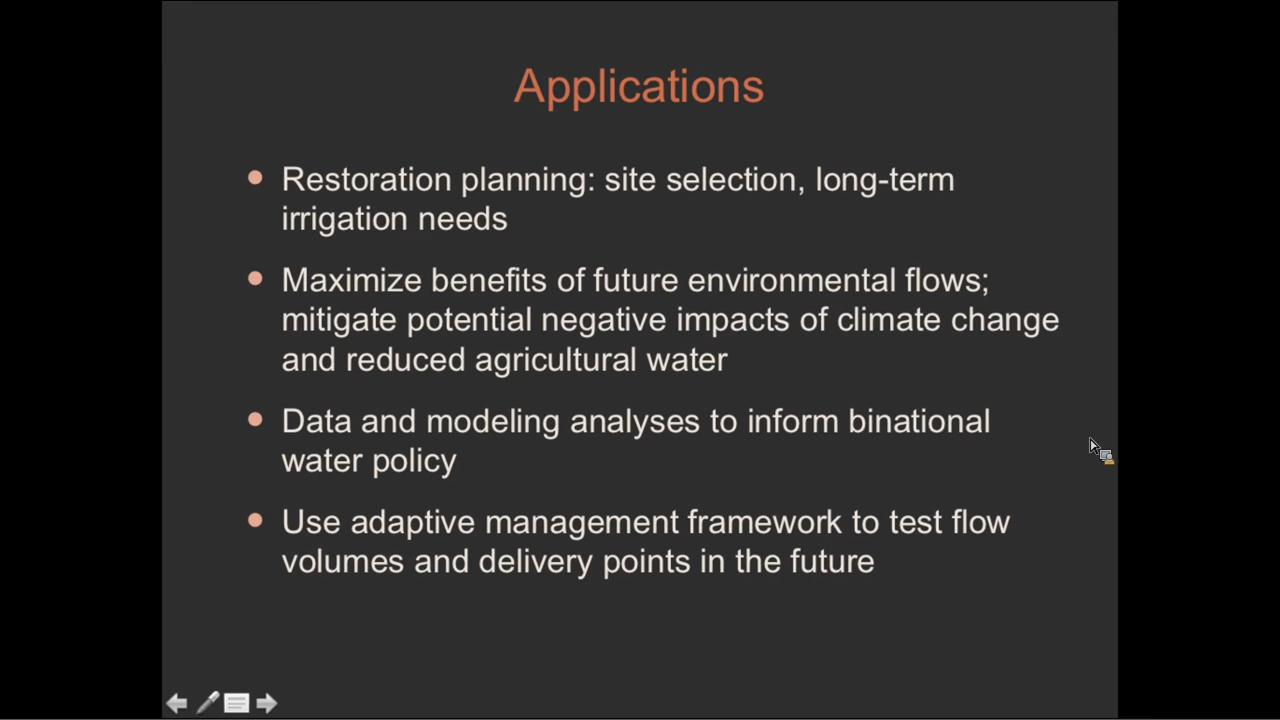 Applications
Restoration planning: site selection, long-term
irrigation needs
Maximize benefits of future environmental flows;
mitigate potential negative impacts of climate change
and reduced agricultural water
Data and modeling analyses to inform binational
water policy
Use adaptive management framework to test flow
volumes and delivery points in the future